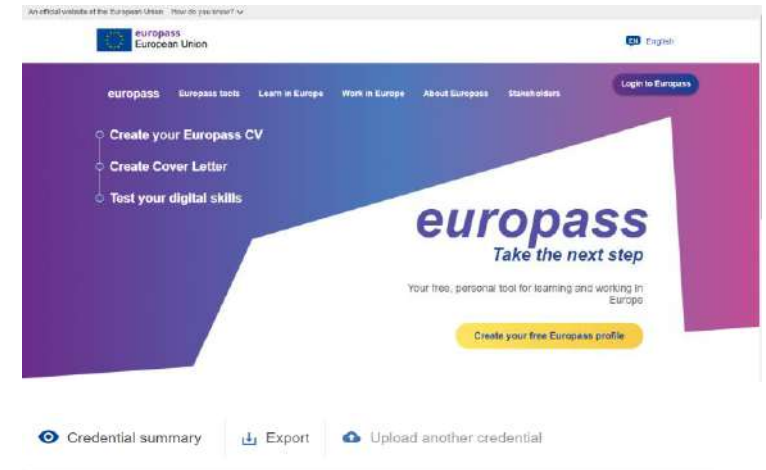 An official website of the European Union How do you know?
europass
European Union
EN English
Login to Europass
europass Europass tools Learn in Europe Work in Europe About Europass Stakeholders
Create your Europass CV
Create Cover Letter
Test your digital skills
europass
Take the next step
Your free, personal tool for learning and working in
Europe
Create your free Europass profile
Credential summary Export Upload another credential